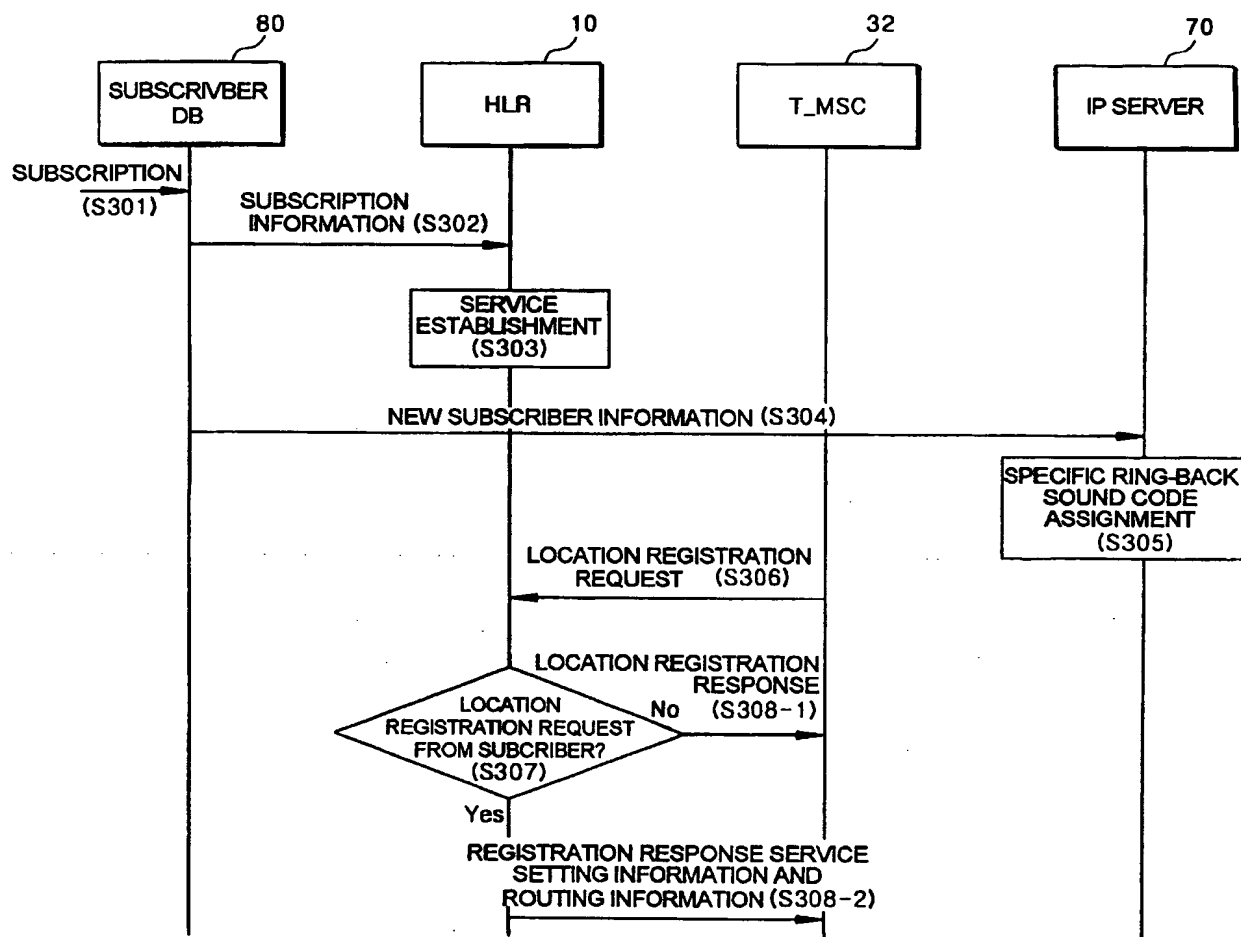 80
10
32
70
SUBSCRIVBER
DB
HLR
T_MSC
IP SERVER
SUBSCRIPTION
(S301)
SUBSCRIPTION
INFORMATION (S302)
SERVICE
ESTABLISHMENT
(S303)
NEW SUBSCRIBER INFORMATION (S304)
SPECIFIC RING-BACK
SOUND CODE
ASSIGNMENT
(S305)
LOCATION REGISTRATION
REQUEST (S306)
LOCATION REGISTRATION
RESPONSE
(S308-1)
No
LOCATION
REGISTRATION REQUEST
FROM SUBCRIBER?
(S307)
Yes
REGISTRATION RESPONSE SERVICE
SETTING INFORMATION AND
ROUTING INFORMATION (S308-2)